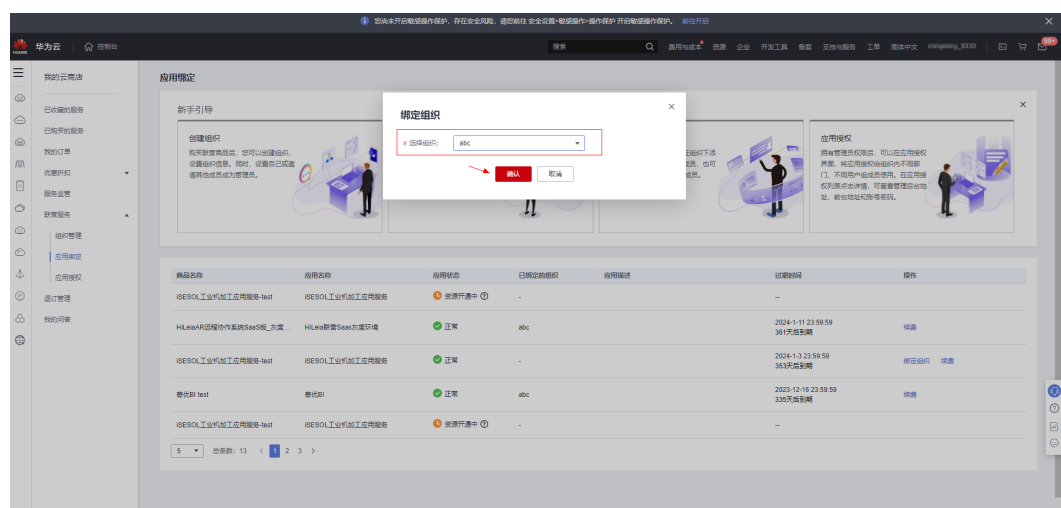 您尚未开启敏感操作保护，存在安全风险，请您前往 安全设置>敏感操作>操作保护 开启敏感操作保护。 前往开启
华为云 控制台 搜索 费用与成本 资源 企业 开发工具 备案 支持与服务 工单 简体中文
99+
我的云商店
已收藏的服务
已购买的服务
我的订单
优惠折扣
服务监管
联营服务
组织管理
应用绑定
应用授权
退订管理
我的问答
应用绑定
新手引导
创建组织
购买联营商品后，您可以创建组织，
设置组织信息。同时，设置自己或邀
请其他成员成为管理员。
绑定组织
选择组织： abc
确认 取消
应用授权
拥有管理员权限后，可以在应用授权
界面，将应用授权给组织内不同部
门、不同用户组或员使用。在应用授
权列表点击详情，可查看管理后台地
址、前台地址和账号密码。
商品名称 应用名称 应用状态 已绑定的组织 应用描述 过期时间 操作
iSESOL工业机加工应用服务-test iSESOL工业机加工应用服务 资源开通中 - --
HiLeiaAR远程协作系统SaaS版_灰度... HiLeia联营Saas灰度环境 正常 abc 2024-1-11 23:59:59 续费
361天后到期
iSESOL工业机加工应用服务-test iSESOL工业机加工应用服务 正常 - 2024-1-3 23:59:59 绑定组织 续费
353天后到期
赛优BI test 赛优BI 正常 abc 2023-12-16 23:59:59 续费
335天后到期
iSESOL工业机加工应用服务-test iSESOL工业机加工应用服务 资源开通中 - --
5 总条数：13 < 1 2 3 >